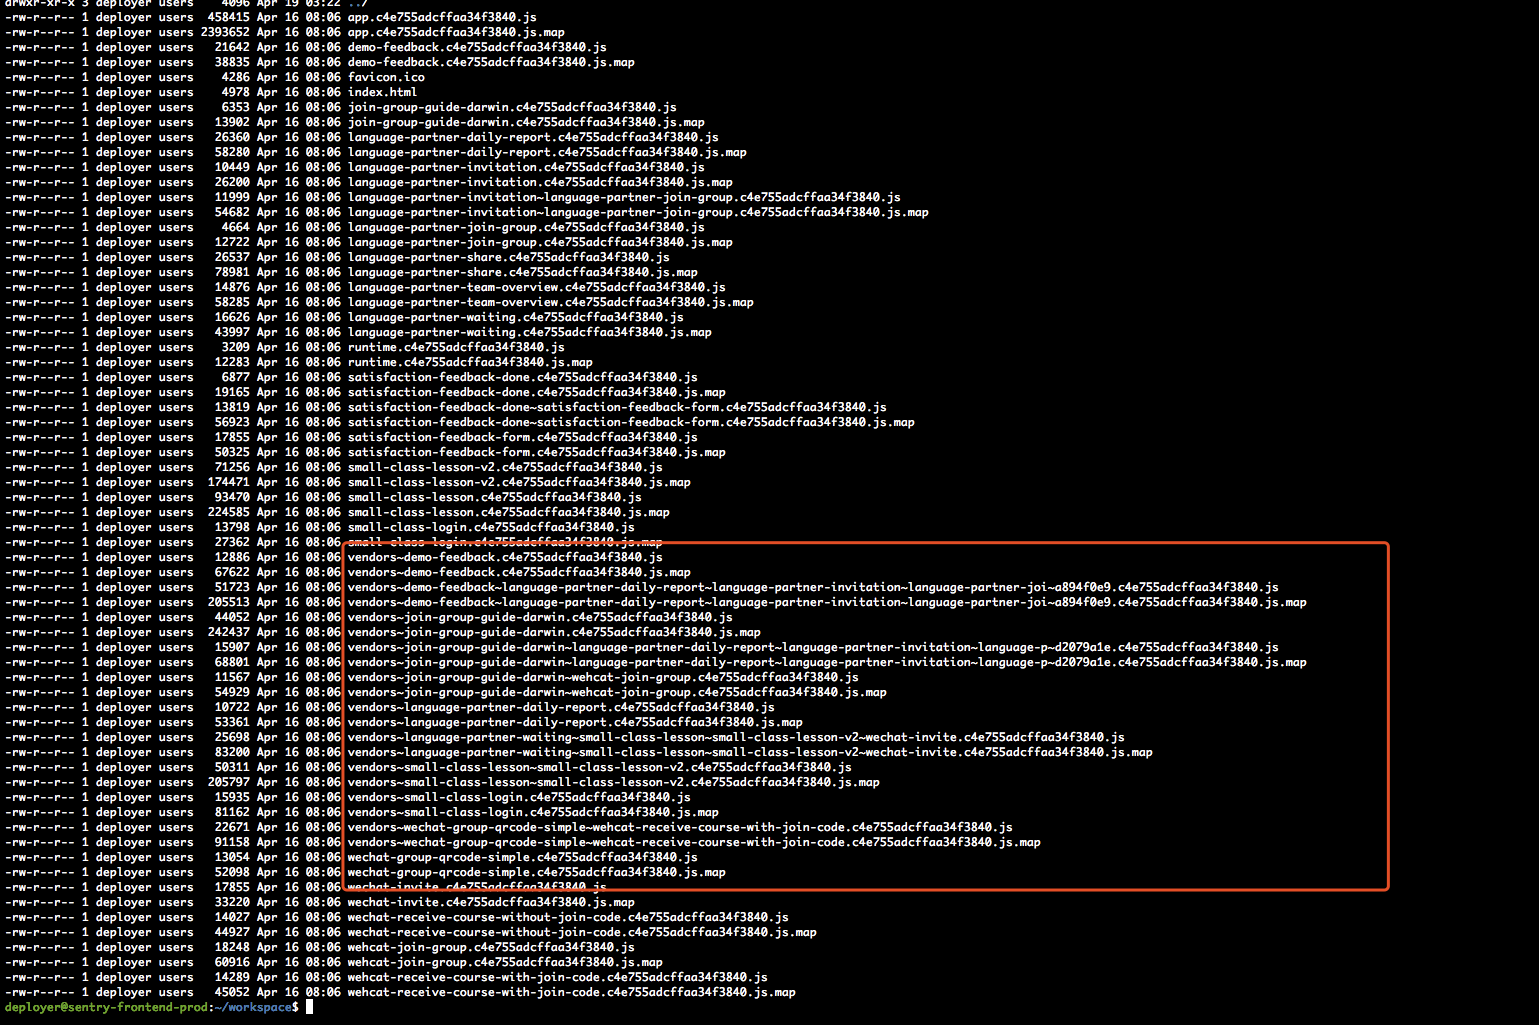 drwxr-xr-x 3 deployer users    4096 Apr 19 03:22 ../
-rw-r--r-- 1 deployer users  458415 Apr 16 08:06 app.c4e755adcffaa34f3840.js
-rw-r--r-- 1 deployer users 2393652 Apr 16 08:06 app.c4e755adcffaa34f3840.js.map
-rw-r--r-- 1 deployer users   21642 Apr 16 08:06 demo-feedback.c4e755adcffaa34f3840.js
-rw-r--r-- 1 deployer users   38835 Apr 16 08:06 demo-feedback.c4e755adcffaa34f3840.js.map
-rw-r--r-- 1 deployer users    4286 Apr 16 08:06 favicon.ico
-rw-r--r-- 1 deployer users    4978 Apr 16 08:06 index.html
-rw-r--r-- 1 deployer users    6353 Apr 16 08:06 join-group-guide-darwin.c4e755adcffaa34f3840.js
-rw-r--r-- 1 deployer users   13902 Apr 16 08:06 join-group-guide-darwin.c4e755adcffaa34f3840.js.map
-rw-r--r-- 1 deployer users   26360 Apr 16 08:06 language-partner-daily-report.c4e755adcffaa34f3840.js
-rw-r--r-- 1 deployer users   58280 Apr 16 08:06 language-partner-daily-report.c4e755adcffaa34f3840.js.map
-rw-r--r-- 1 deployer users   10449 Apr 16 08:06 language-partner-invitation.c4e755adcffaa34f3840.js
-rw-r--r-- 1 deployer users   26200 Apr 16 08:06 language-partner-invitation.c4e755adcffaa34f3840.js.map
-rw-r--r-- 1 deployer users   11999 Apr 16 08:06 language-partner-invitation~language-partner-join-group.c4e755adcffaa34f3840.js
-rw-r--r-- 1 deployer users   54682 Apr 16 08:06 language-partner-invitation~language-partner-join-group.c4e755adcffaa34f3840.js.map
-rw-r--r-- 1 deployer users    4664 Apr 16 08:06 language-partner-join-group.c4e755adcffaa34f3840.js
-rw-r--r-- 1 deployer users   12722 Apr 16 08:06 language-partner-join-group.c4e755adcffaa34f3840.js.map
-rw-r--r-- 1 deployer users   26537 Apr 16 08:06 language-partner-share.c4e755adcffaa34f3840.js
-rw-r--r-- 1 deployer users   78981 Apr 16 08:06 language-partner-share.c4e755adcffaa34f3840.js.map
-rw-r--r-- 1 deployer users   14876 Apr 16 08:06 language-partner-team-overview.c4e755adcffaa34f3840.js
-rw-r--r-- 1 deployer users   58285 Apr 16 08:06 language-partner-team-overview.c4e755adcffaa34f3840.js.map
-rw-r--r-- 1 deployer users   16626 Apr 16 08:06 language-partner-waiting.c4e755adcffaa34f3840.js
-rw-r--r-- 1 deployer users   43997 Apr 16 08:06 language-partner-waiting.c4e755adcffaa34f3840.js.map
-rw-r--r-- 1 deployer users    3209 Apr 16 08:06 runtime.c4e755adcffaa34f3840.js
-rw-r--r-- 1 deployer users   12283 Apr 16 08:06 runtime.c4e755adcffaa34f3840.js.map
-rw-r--r-- 1 deployer users    6877 Apr 16 08:06 satisfaction-feedback-done.c4e755adcffaa34f3840.js
-rw-r--r-- 1 deployer users   19165 Apr 16 08:06 satisfaction-feedback-done.c4e755adcffaa34f3840.js.map
-rw-r--r-- 1 deployer users   13819 Apr 16 08:06 satisfaction-feedback-done~satisfaction-feedback-form.c4e755adcffaa34f3840.js
-rw-r--r-- 1 deployer users   56923 Apr 16 08:06 satisfaction-feedback-done~satisfaction-feedback-form.c4e755adcffaa34f3840.js.map
-rw-r--r-- 1 deployer users   17855 Apr 16 08:06 satisfaction-feedback-form.c4e755adcffaa34f3840.js
-rw-r--r-- 1 deployer users   50325 Apr 16 08:06 satisfaction-feedback-form.c4e755adcffaa34f3840.js.map
-rw-r--r-- 1 deployer users   71256 Apr 16 08:06 small-class-lesson-v2.c4e755adcffaa34f3840.js
-rw-r--r-- 1 deployer users  174471 Apr 16 08:06 small-class-lesson-v2.c4e755adcffaa34f3840.js.map
-rw-r--r-- 1 deployer users   93470 Apr 16 08:06 small-class-lesson.c4e755adcffaa34f3840.js
-rw-r--r-- 1 deployer users  224585 Apr 16 08:06 small-class-lesson.c4e755adcffaa34f3840.js.map
-rw-r--r-- 1 deployer users   13798 Apr 16 08:06 small-class-login.c4e755adcffaa34f3840.js
-rw-r--r-- 1 deployer users   27362 Apr 16 08:06 small-class-login.c4e755adcffaa34f3840.js.map
-rw-r--r-- 1 deployer users   12886 Apr 16 08:06 vendors~demo-feedback.c4e755adcffaa34f3840.js
-rw-r--r-- 1 deployer users   67622 Apr 16 08:06 vendors~demo-feedback.c4e755adcffaa34f3840.js.map
-rw-r--r-- 1 deployer users   51723 Apr 16 08:06 vendors~demo-feedback~language-partner-daily-report~language-partner-invitation~language-partner-joi~a894f0e9.c4e755adcffaa34f3840.js
-rw-r--r-- 1 deployer users  205513 Apr 16 08:06 vendors~demo-feedback~language-partner-daily-report~language-partner-invitation~language-partner-joi~a894f0e9.c4e755adcffaa34f3840.js.map
-rw-r--r-- 1 deployer users   44052 Apr 16 08:06 vendors~join-group-guide-darwin.c4e755adcffaa34f3840.js
-rw-r--r-- 1 deployer users  242437 Apr 16 08:06 vendors~join-group-guide-darwin.c4e755adcffaa34f3840.js.map
-rw-r--r-- 1 deployer users   15907 Apr 16 08:06 vendors~join-group-guide-darwin~language-partner-daily-report~language-partner-invitation~language-p~d2079a1e.c4e755adcffaa34f3840.js
-rw-r--r-- 1 deployer users   68801 Apr 16 08:06 vendors~join-group-guide-darwin~language-partner-daily-report~language-partner-invitation~language-p~d2079a1e.c4e755adcffaa34f3840.js.map
-rw-r--r-- 1 deployer users   11567 Apr 16 08:06 vendors~join-group-guide-darwin~wehcat-join-group.c4e755adcffaa34f3840.js
-rw-r--r-- 1 deployer users   54929 Apr 16 08:06 vendors~join-group-guide-darwin~wehcat-join-group.c4e755adcffaa34f3840.js.map
-rw-r--r-- 1 deployer users   10722 Apr 16 08:06 vendors~language-partner-daily-report.c4e755adcffaa34f3840.js
-rw-r--r-- 1 deployer users   53361 Apr 16 08:06 vendors~language-partner-daily-report.c4e755adcffaa34f3840.js.map
-rw-r--r-- 1 deployer users   25698 Apr 16 08:06 vendors~language-partner-waiting~small-class-lesson~small-class-lesson-v2~wechat-invite.c4e755adcffaa34f3840.js
-rw-r--r-- 1 deployer users   83200 Apr 16 08:06 vendors~language-partner-waiting~small-class-lesson~small-class-lesson-v2~wechat-invite.c4e755adcffaa34f3840.js.map
-rw-r--r-- 1 deployer users   50311 Apr 16 08:06 vendors~small-class-lesson~small-class-lesson-v2.c4e755adcffaa34f3840.js
-rw-r--r-- 1 deployer users  205797 Apr 16 08:06 vendors~small-class-lesson~small-class-lesson-v2.c4e755adcffaa34f3840.js.map
-rw-r--r-- 1 deployer users   15935 Apr 16 08:06 vendors~small-class-login.c4e755adcffaa34f3840.js
-rw-r--r-- 1 deployer users   81162 Apr 16 08:06 vendors~small-class-login.c4e755adcffaa34f3840.js.map
-rw-r--r-- 1 deployer users   22671 Apr 16 08:06 vendors~wechat-group-qrcode-simple~wehcat-receive-course-with-join-code.c4e755adcffaa34f3840.js
-rw-r--r-- 1 deployer users   91158 Apr 16 08:06 vendors~wechat-group-qrcode-simple~wehcat-receive-course-with-join-code.c4e755adcffaa34f3840.js.map
-rw-r--r-- 1 deployer users   13054 Apr 16 08:06 wechat-group-qrcode-simple.c4e755adcffaa34f3840.js
-rw-r--r-- 1 deployer users   52098 Apr 16 08:06 wechat-group-qrcode-simple.c4e755adcffaa34f3840.js.map
-rw-r--r-- 1 deployer users   17855 Apr 16 08:06 wechat-invite.c4e755adcffaa34f3840.js
-rw-r--r-- 1 deployer users   33220 Apr 16 08:06 wechat-invite.c4e755adcffaa34f3840.js.map
-rw-r--r-- 1 deployer users   14027 Apr 16 08:06 wechat-receive-course-without-join-code.c4e755adcffaa34f3840.js
-rw-r--r-- 1 deployer users   44927 Apr 16 08:06 wechat-receive-course-without-join-code.c4e755adcffaa34f3840.js.map
-rw-r--r-- 1 deployer users   18248 Apr 16 08:06 wehcat-join-group.c4e755adcffaa34f3840.js
-rw-r--r-- 1 deployer users   60916 Apr 16 08:06 wehcat-join-group.c4e755adcffaa34f3840.js.map
-rw-r--r-- 1 deployer users   14289 Apr 16 08:06 wehcat-receive-course-with-join-code.c4e755adcffaa34f3840.js
-rw-r--r-- 1 deployer users   45052 Apr 16 08:06 wehcat-receive-course-with-join-code.c4e755adcffaa34f3840.js.map
deployer@sentry-frontend-prod:~/workspace$